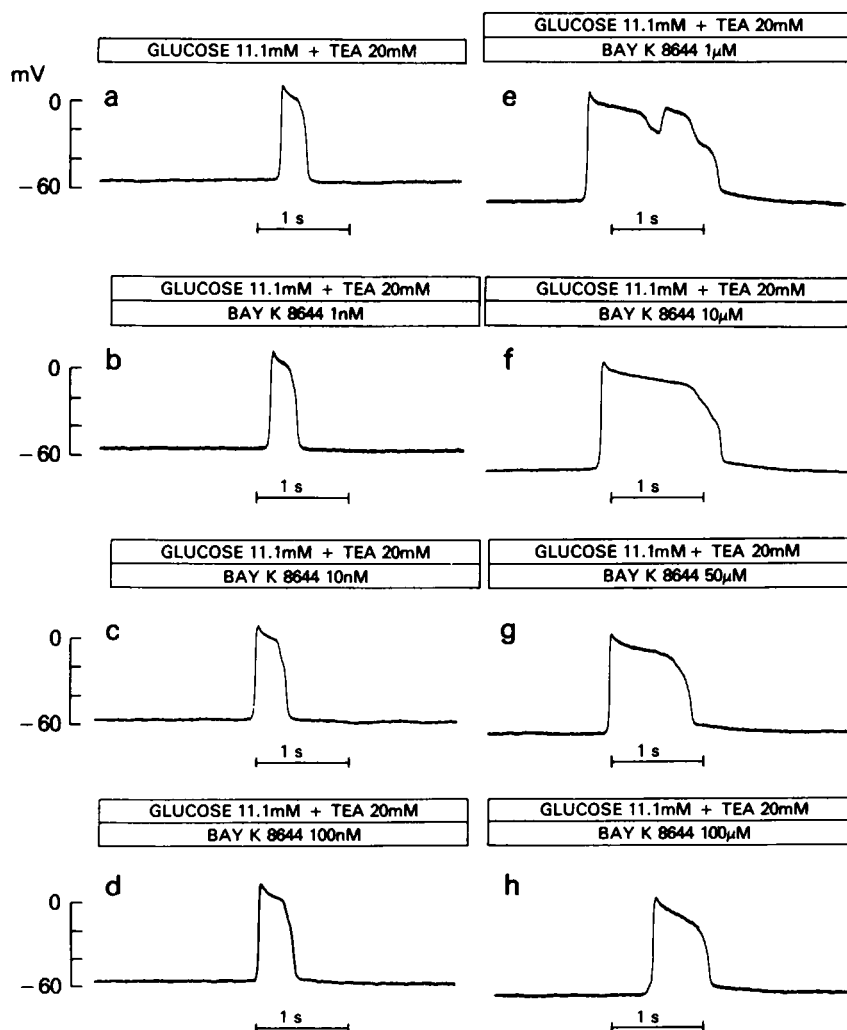 GLUCOSE 11.1mM + TEA 20mM
mV
0
-60
a
1 s
GLUCOSE 11.1mM + TEA 20mM
BAY K 8644 1nM
0
-60
b
1 s
GLUCOSE 11.1mM + TEA 20mM
BAY K 8644 10nM
0
-60
c
1 s
GLUCOSE 11.1mM + TEA 20mM
BAY K 8644 100nM
0
-60
d
1 s
GLUCOSE 11.1mM + TEA 20mM
BAY K 8644 1µM
e
1 s
GLUCOSE 11.1mM + TEA 20mM
BAY K 8644 10µM
f
1 s
GLUCOSE 11.1mM + TEA 20mM
BAY K 8644 50µM
g
1 s
GLUCOSE 11.1mM + TEA 20mM
BAY K 8644 100µM
h
1 s